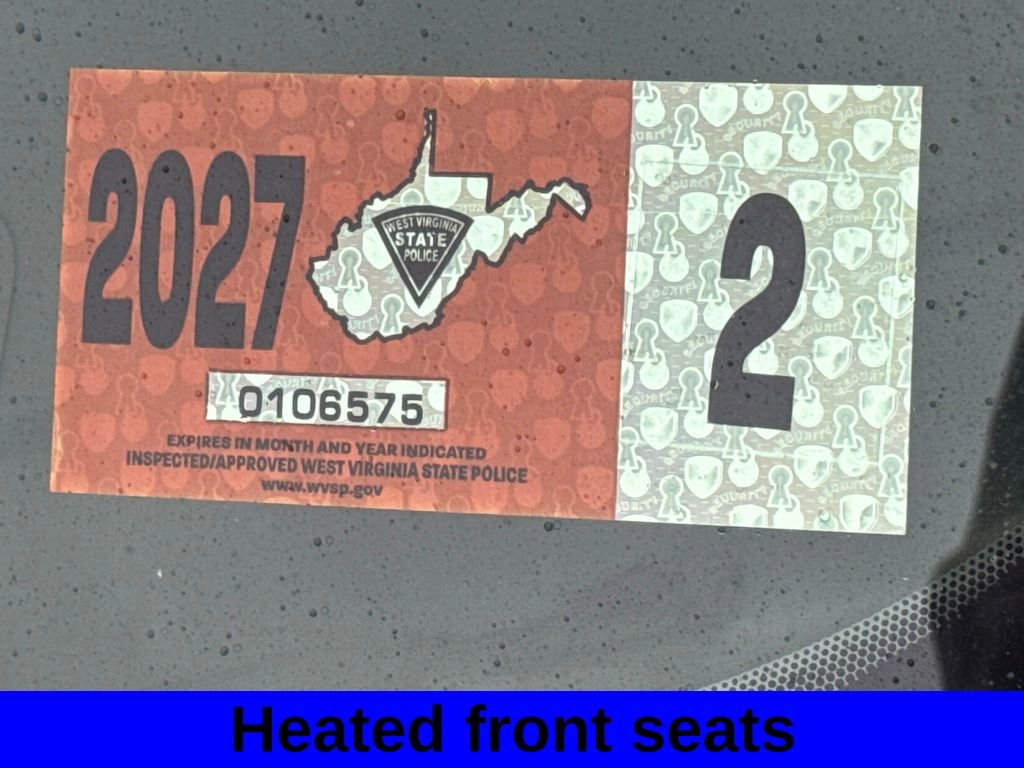 2027
WEST VIRGINIA
STATE
POLICE
2
0106575
EXPIRES IN MONTH AND YEAR INDICATED
INSPECTED/APPROVED WEST VIRGINIA STATE POLICE
www.wvsp.gov
Heated front seats